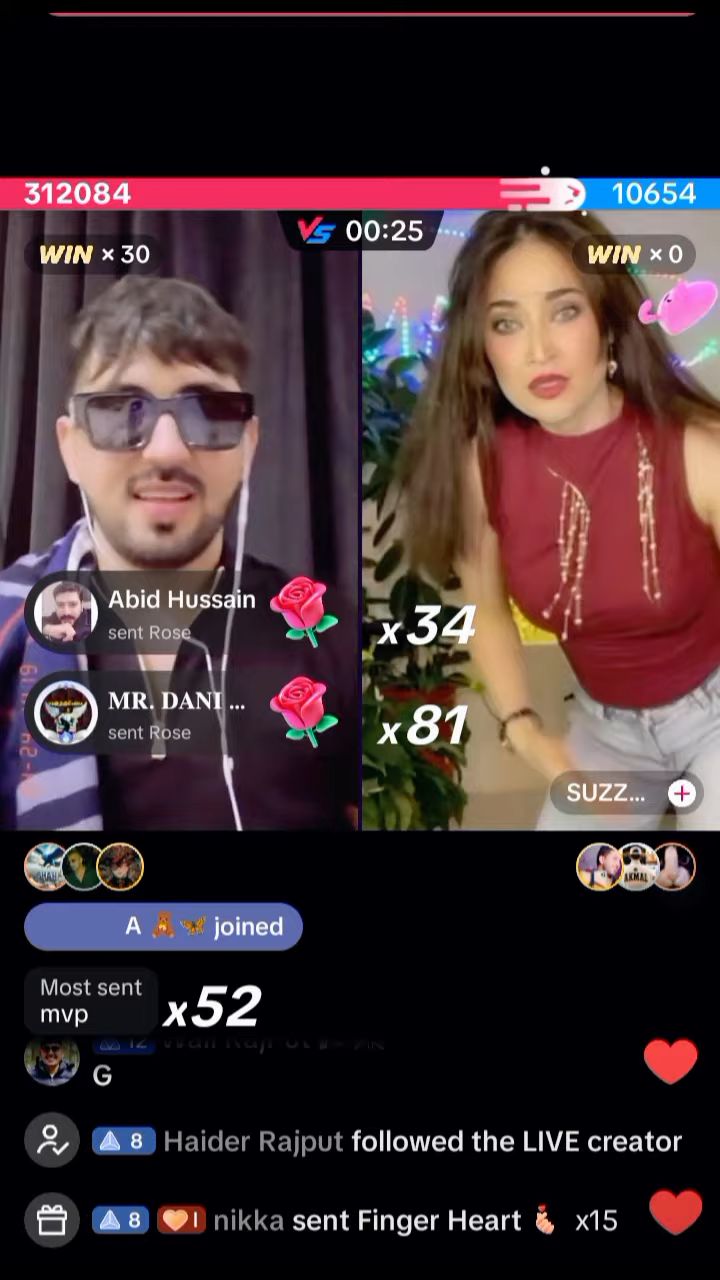 312084
10654
VS 00:25
WIN × 30
WIN × 0
Abid Hussain
sent Rose
x34
MR. DANI ...
sent Rose
x81
SUZZ...
AKMAL
A 🧸 🦋 joined
Most sent
mvp
x52
12
G
8 Haider Rajput followed the LIVE creator
8 I nikka sent Finger Heart x15